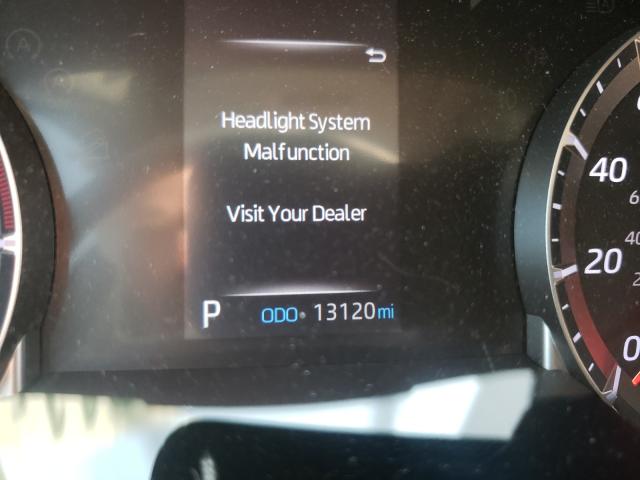 Headlight System
Malfunction
Visit Your Dealer
P ODO 13120 mi
40
20
0